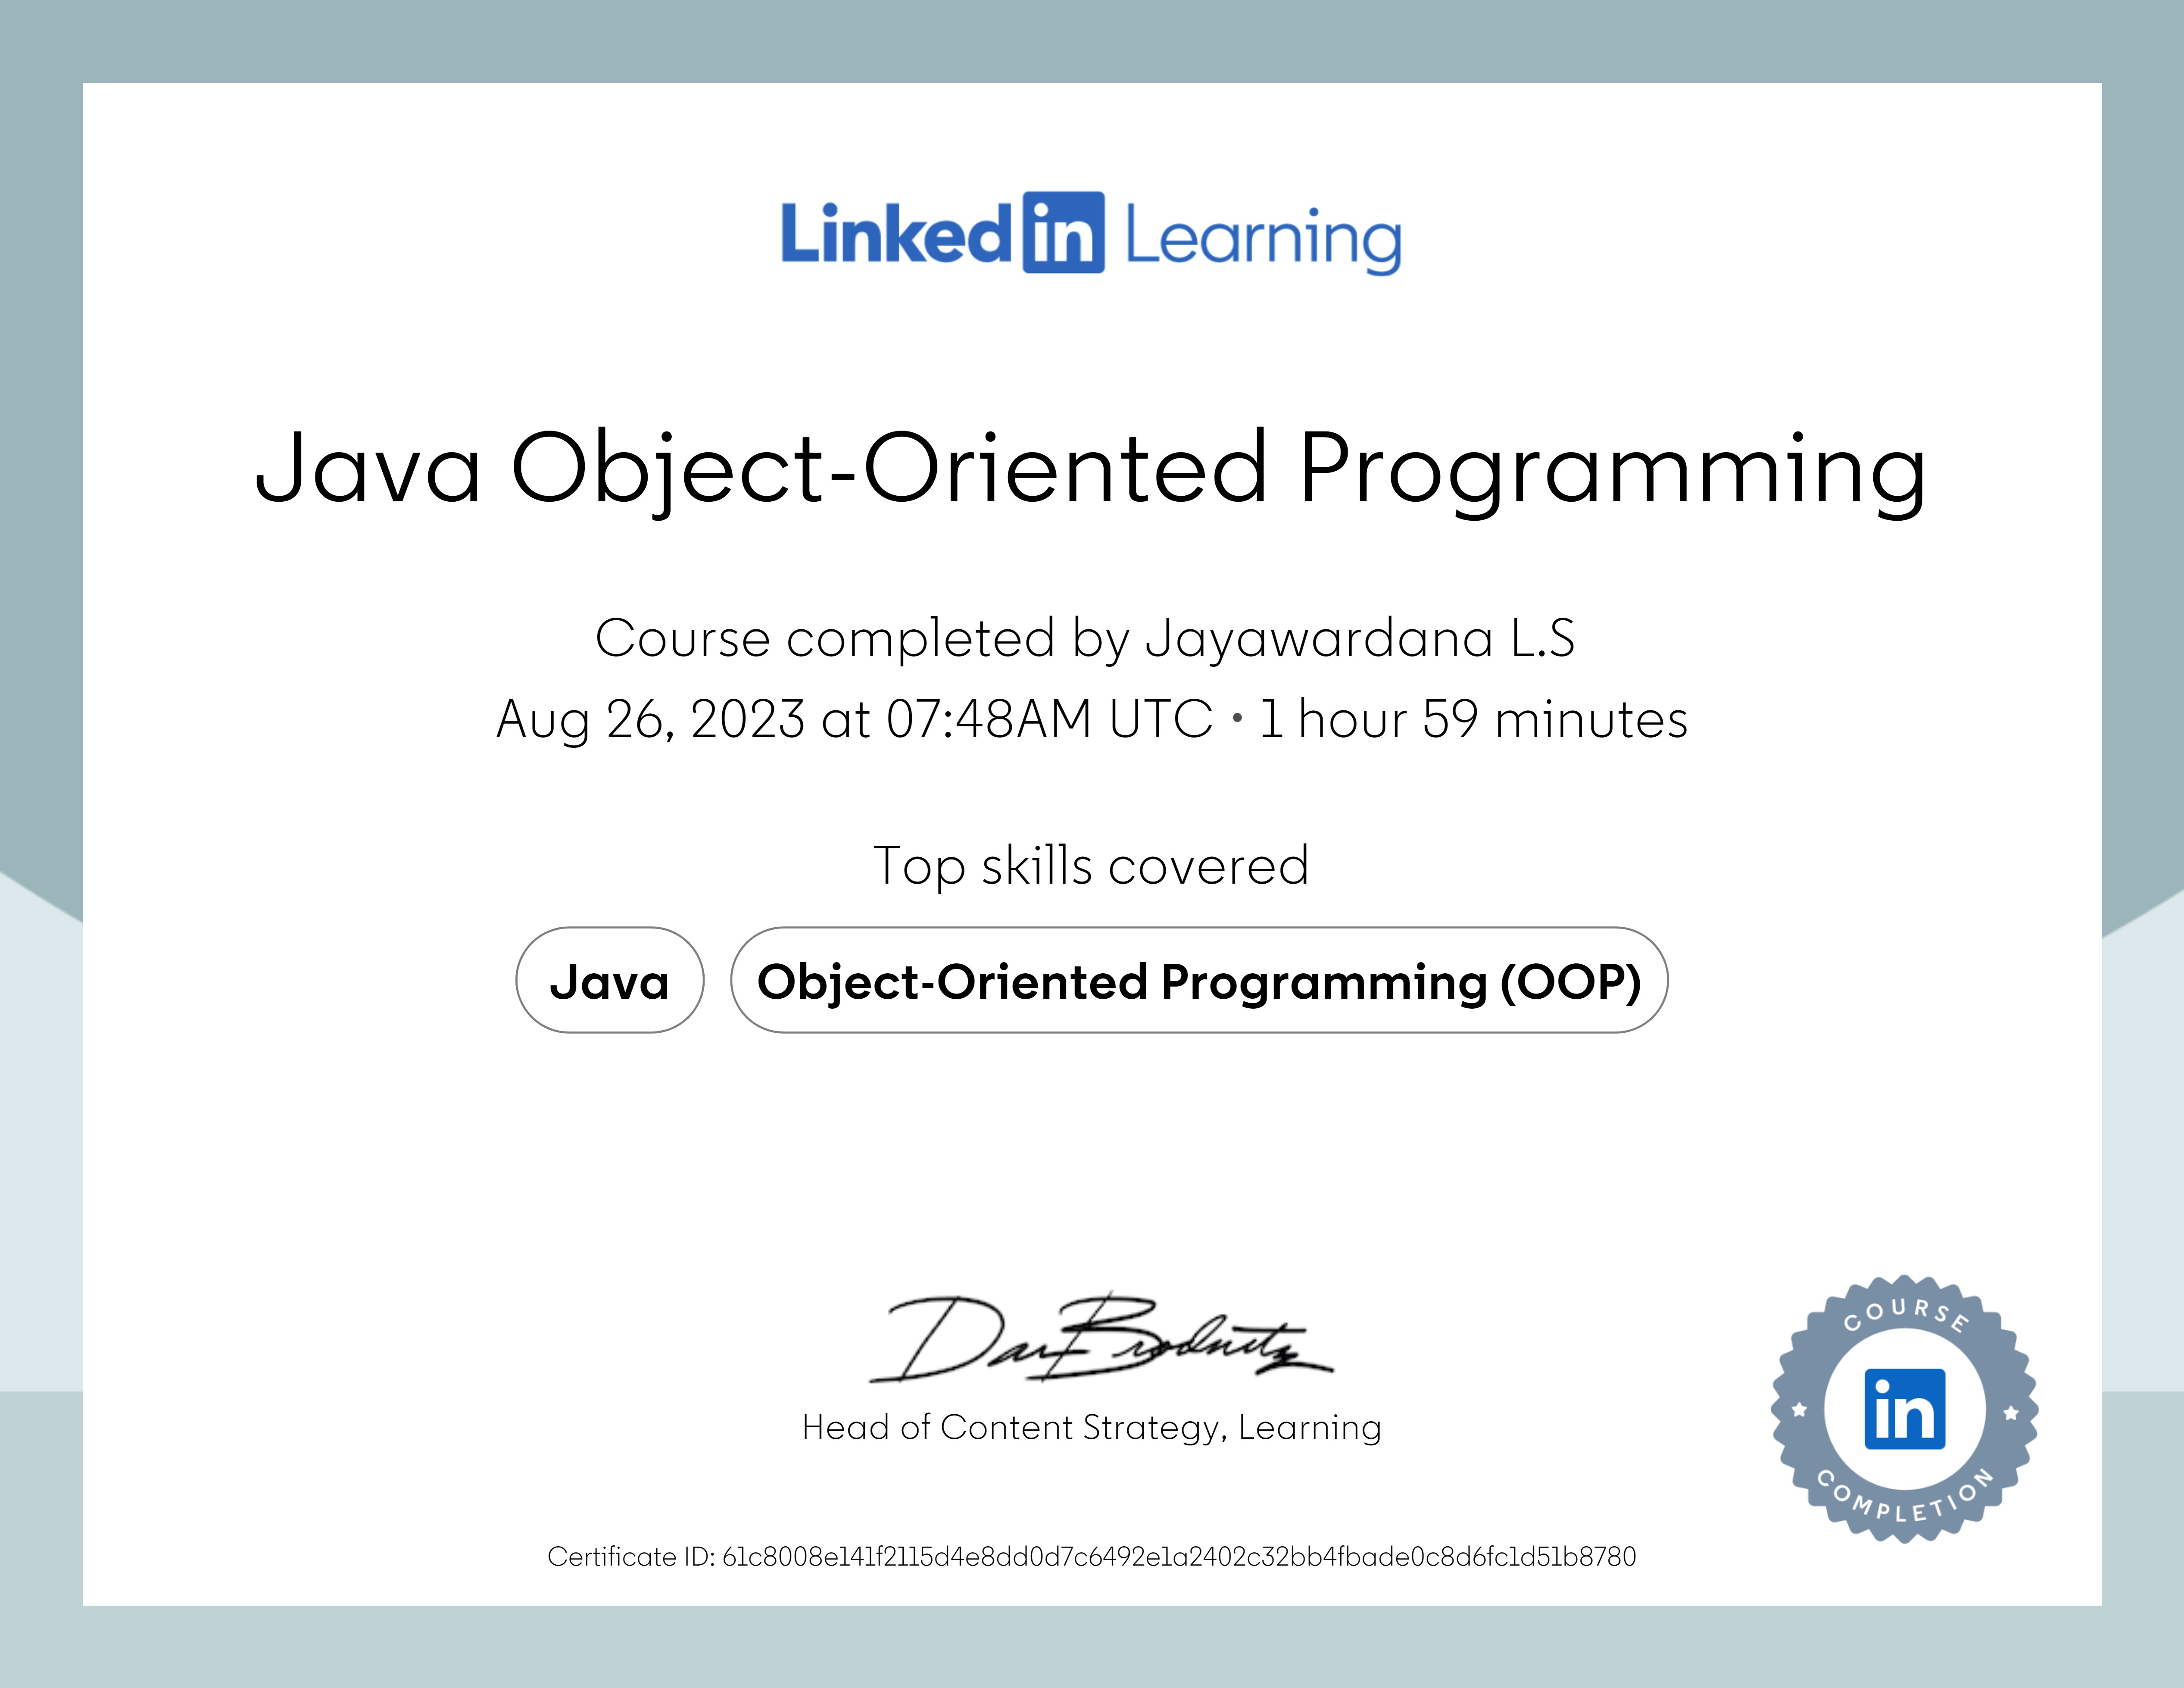 Linked in Learning
Java Object-Oriented Programming
Course completed by Jayawardana L.S
Aug 26, 2023 at 07:48AM UTC • 1 hour 59 minutes
Top skills covered
Java
Object-Oriented Programming (OOP)
Dan Brodnitz
Head of Content Strategy, Learning
COURSE
in
COMPLETION
Certificate ID: 61c8008e141f2115d4e8dd0d7c6492e1a2402c32bb4fbade0c8d6fc1d51b8780